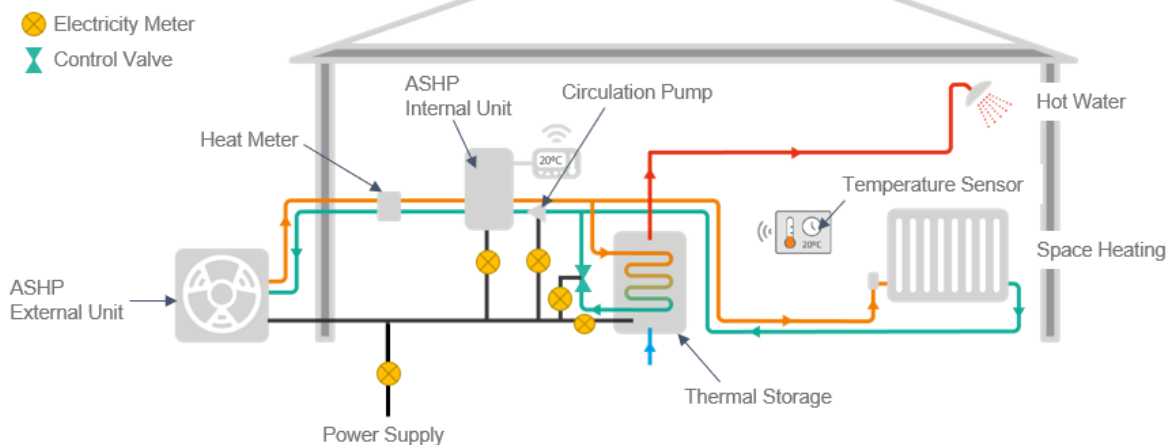 Electricity Meter
Control Valve
ASHP
Internal Unit
Circulation Pump
Hot Water
Heat Meter
20ºC
Temperature Sensor
20ºC
Space Heating
ASHP
External Unit
Thermal Storage
Power Supply